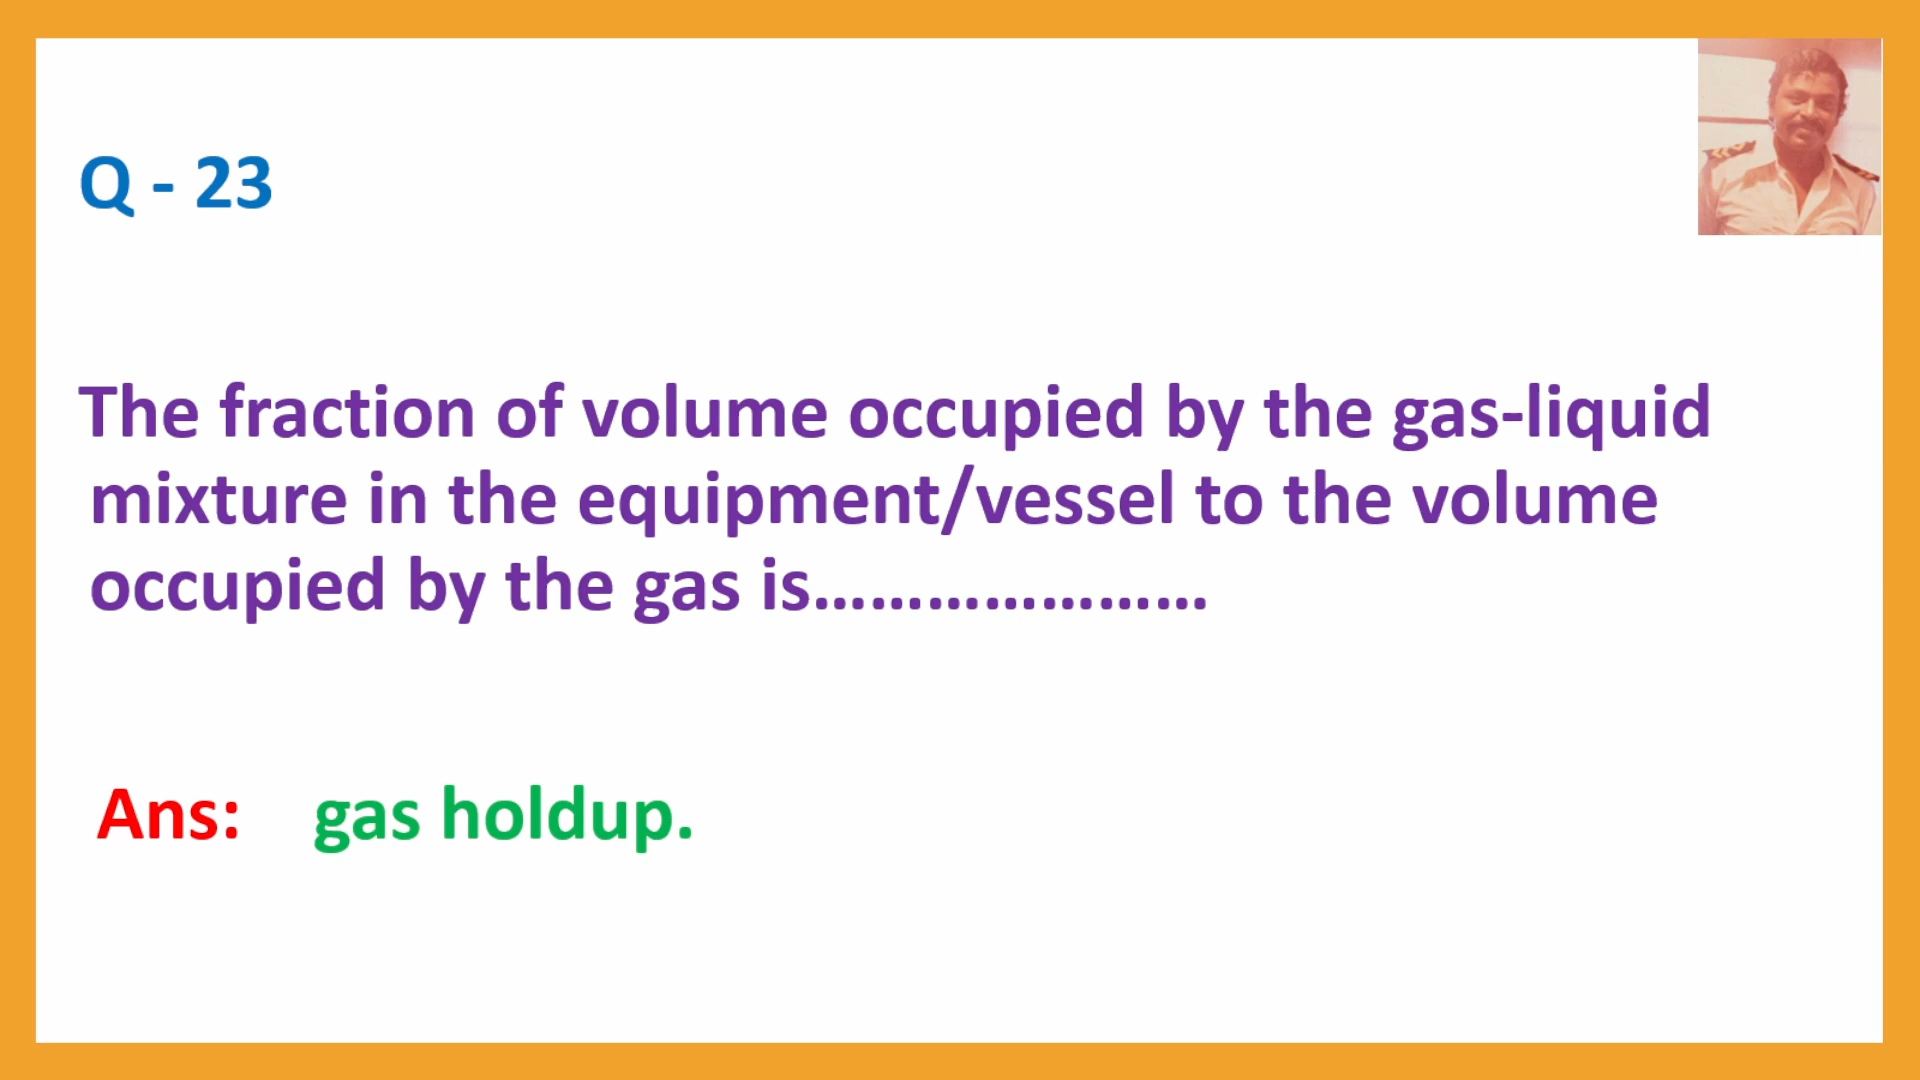 Q - 23
The fraction of volume occupied by the gas-liquid
mixture in the equipment/vessel to the volume
occupied by the gas is.....................
Ans: gas holdup.